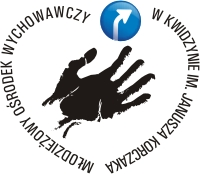 MŁODZIEŻOWY OŚRODEK WYCHOWAWCZY
W KWIDZYNIE IM. JANUSZA KORCZAKA